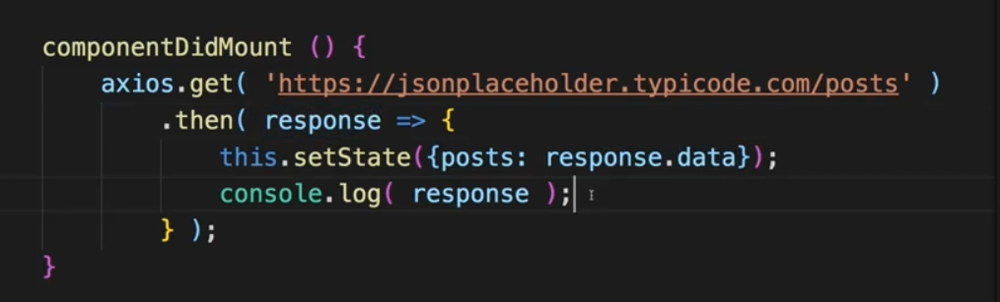 componentDidMount () {
    axios.get( 'https://jsonplaceholder.typicode.com/posts' )
        .then( response => {
            this.setState({posts: response.data});
            console.log( response );
        } );
}